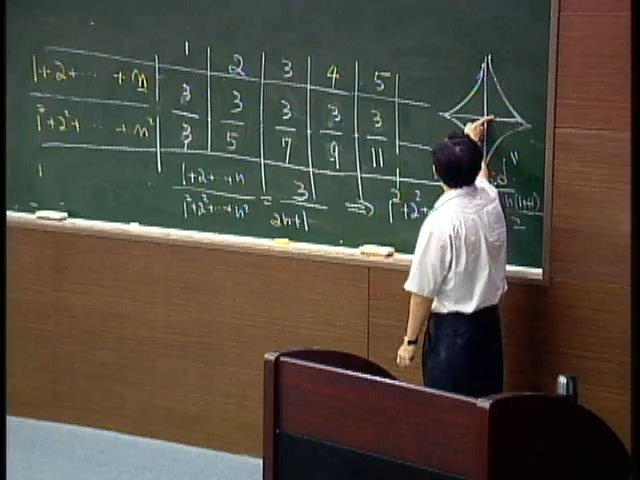 1 2 3 4 5
1+2+⋯+n
1²+2²+⋯+n²
3/3 3/5 3/7 3/9 3/11
(1+2+⋯+n)/(1²+2²+⋯+n²) = 3/(2n+1) ⇒ 1²+2²+
n(n+1)/2